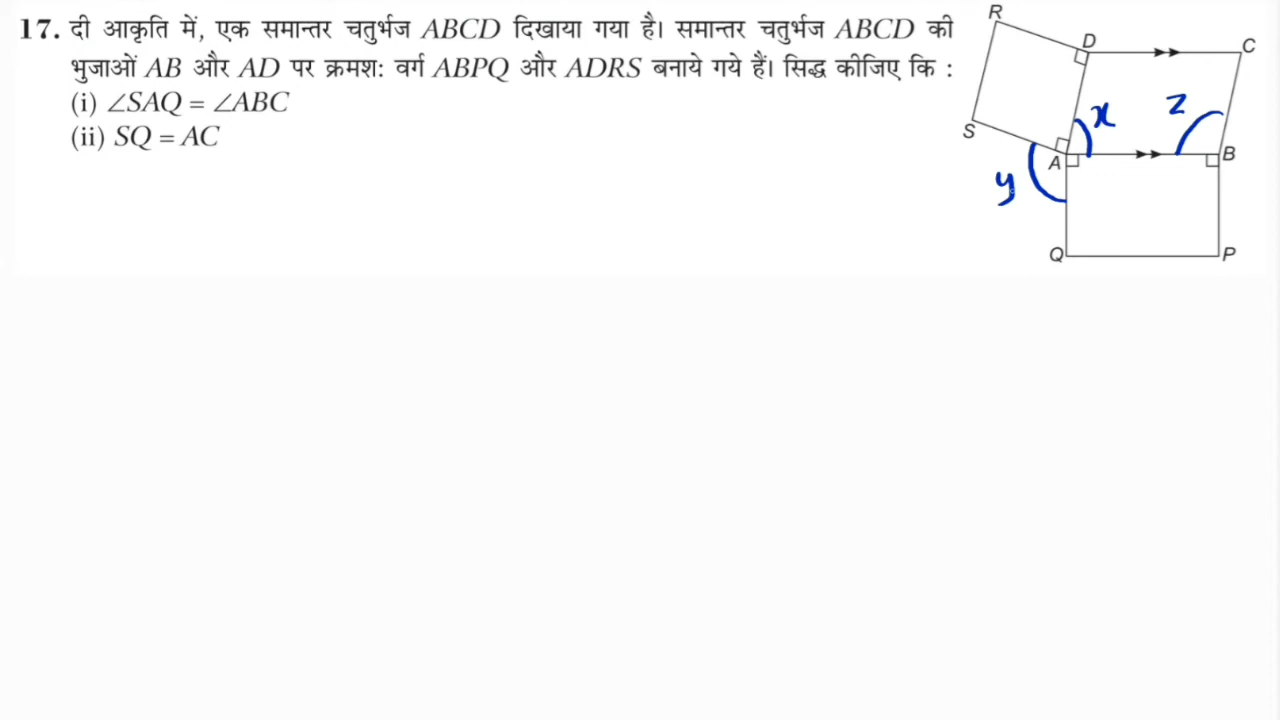 17. दी आकृति में, एक समान्तर चतुर्भज ABCD दिखाया गया है। समान्तर चतुर्भज ABCD की
भुजाओं AB और AD पर क्रमश: वर्ग ABPQ और ADRS बनाये गये हैं। सिद्ध कीजिए कि :
(i) ∠SAQ = ∠ABC
(ii) SQ = AC
R
D
C
x
z
S
A
B
y
Q
P